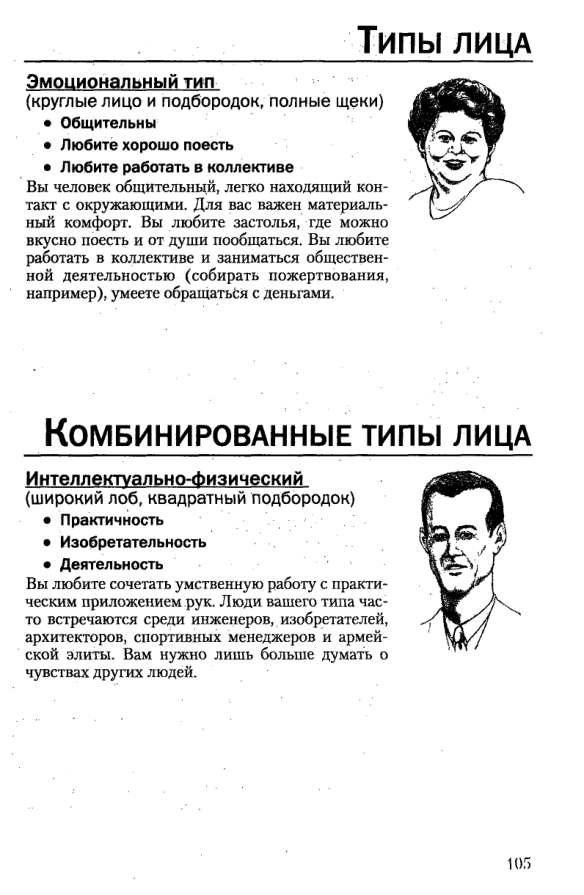 Типы лица
Эмоциональный тип
(круглые лицо и подбородок, полные щеки)
• Общительны
• Любите хорошо поесть
• Любите работать в коллективе
Вы человек общительный, легко находящий кон-
такт с окружающими. Для вас важен материаль-
ный комфорт. Вы любите застолья, где можно
вкусно поесть и от души пообщаться. Вы любите
работать в коллективе и заниматься обществен-
ной деятельностью (собирать пожертвования,
например), умеете обращаться с деньгами.
Комбинированные типы лица
Интеллектуально-физический
(широкий лоб, квадратный подбородок)
• Практичность
• Изобретательность
• Деятельность
Вы любите сочетать умственную работу с практи-
ческим приложением рук. Люди вашего типа час-
то встречаются среди инженеров, изобретателей,
архитекторов, спортивных менеджеров и армей-
ской элиты. Вам нужно лишь больше думать о
чувствах других людей.
105